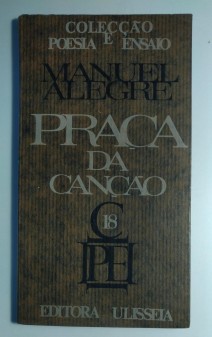 COLECÇÃO
POESIA E ENSAIO
MANUEL
ALEGRE
PRAÇA
DA
CANÇÃO
C
18
PE
EDITORA ULISSEIA